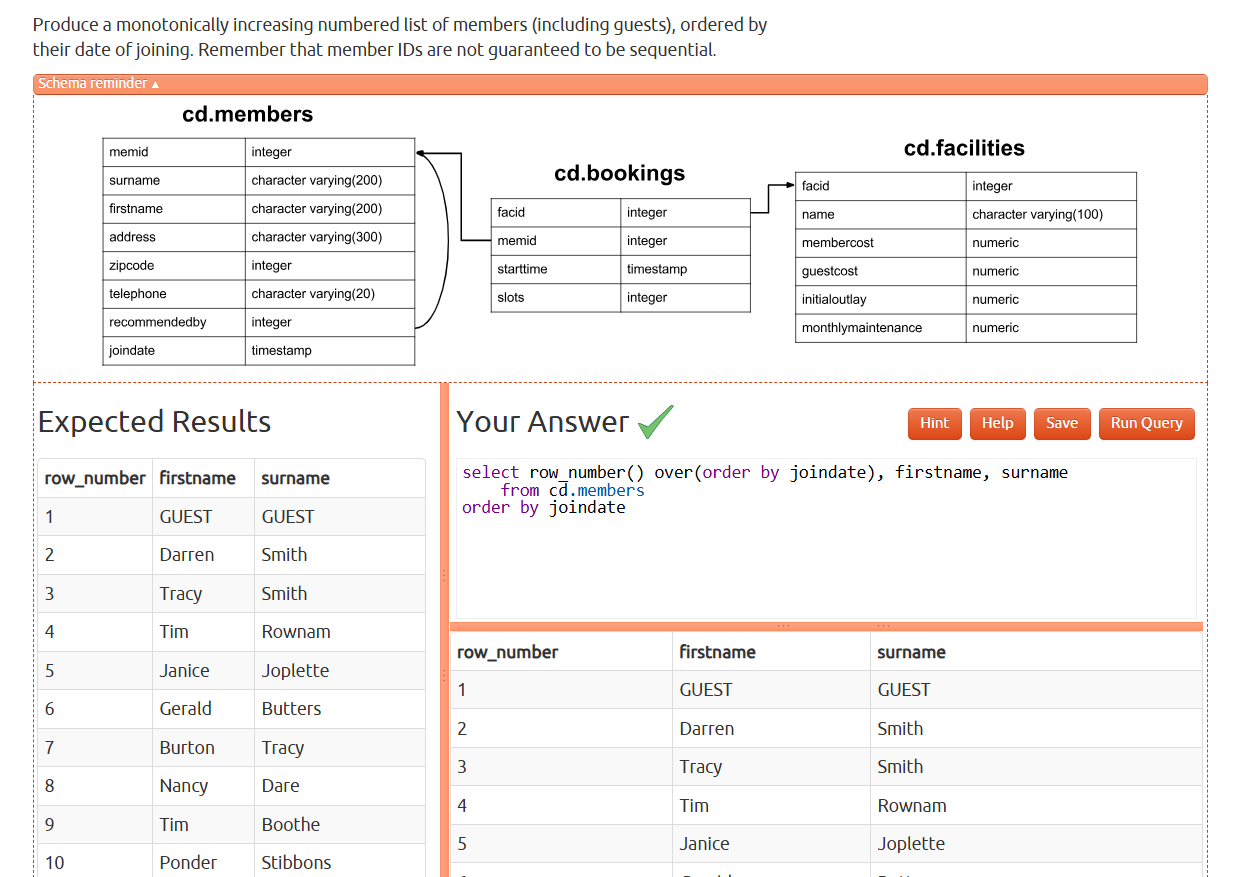 Produce a monotonically increasing numbered list of members (including guests), ordered by
their date of joining. Remember that member IDs are not guaranteed to be sequential.
Schema reminder ▲
cd.members
memid integer
surname character varying(200)
firstname character varying(200)
address character varying(300)
zipcode integer
telephone character varying(20)
recommendedby integer
joindate timestamp
cd.bookings
facid integer
memid integer
starttime timestamp
slots integer
cd.facilities
facid integer
name character varying(100)
membercost numeric
guestcost numeric
initialoutlay numeric
monthlymaintenance numeric
Expected Results
row_number firstname surname
1 GUEST GUEST
2 Darren Smith
3 Tracy Smith
4 Tim Rownam
5 Janice Joplette
6 Gerald Butters
7 Burton Tracy
8 Nancy Dare
9 Tim Boothe
10 Ponder Stibbons
Your Answer
Hint Help Save Run Query
select row_number() over(order by joindate), firstname, surname
from cd.members
order by joindate
row_number firstname surname
1 GUEST GUEST
2 Darren Smith
3 Tracy Smith
4 Tim Rownam
5 Janice Joplette